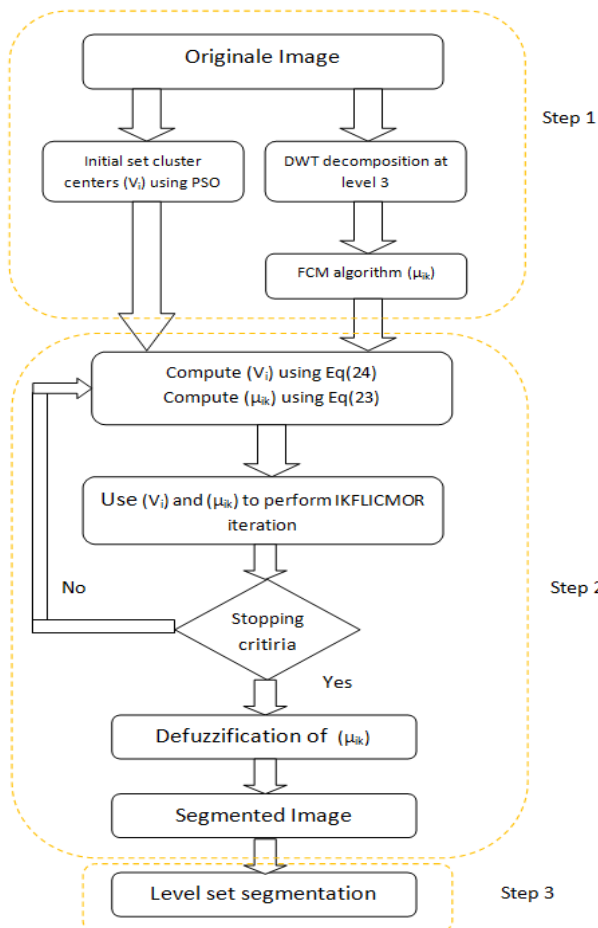 Originale Image
Step 1
Initial set cluster
centers (Vᵢ) using PSO
DWT decomposition at
level 3
FCM algorithm (μᵢₖ)
Compute (Vᵢ) using Eq(24)
Compute (μᵢₖ) using Eq(23)
Use (Vᵢ) and (μᵢₖ) to perform IKFLICMOR
iteration
No
Step 2
Stopping
critiria
Yes
Defuzzification of (μᵢₖ)
Segmented Image
Level set segmentation
Step 3